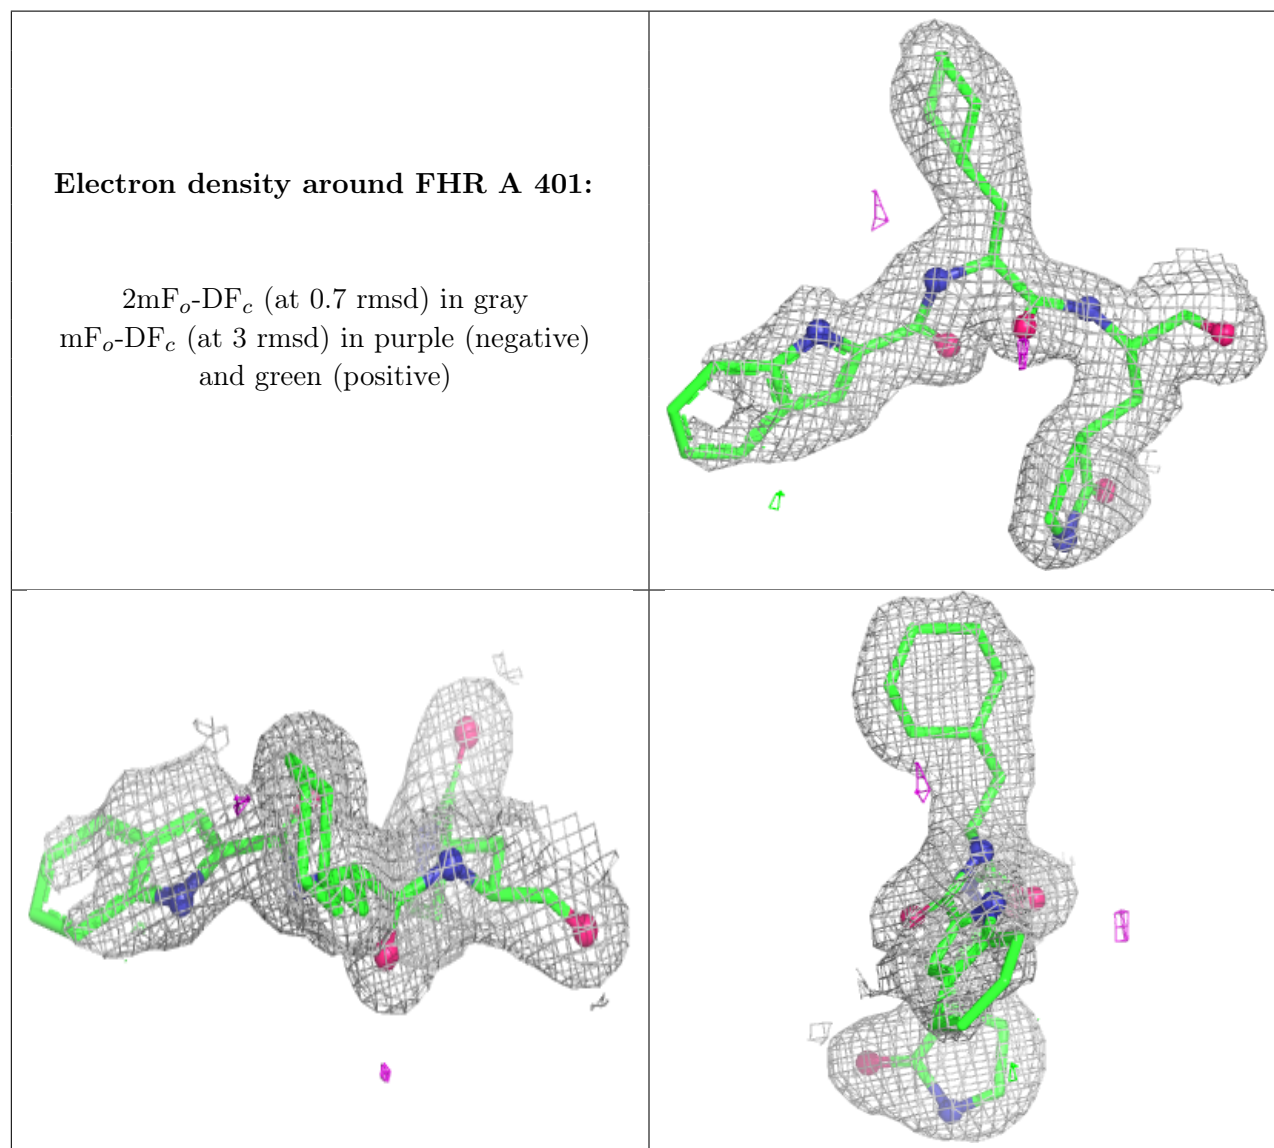 Electron density around FHR A 401:
2mFₒ-DF𝒸 (at 0.7 rmsd) in gray
mFₒ-DF𝒸 (at 3 rmsd) in purple (negative)
and green (positive)